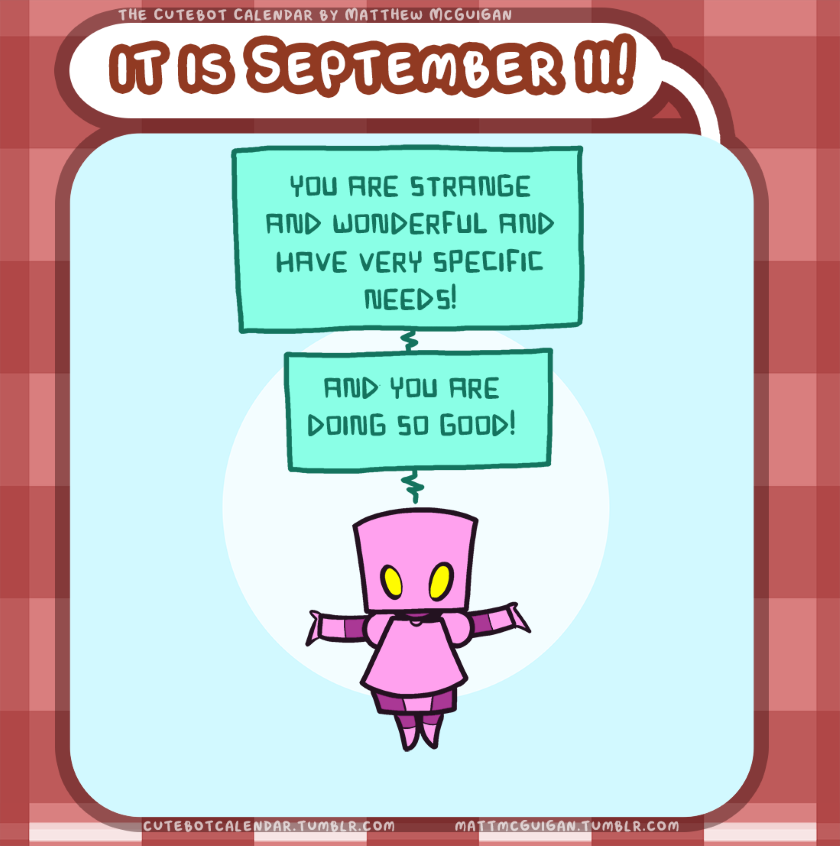 THE CUTEBOT CALENDAR BY MATTHEW MCGUIGAN
IT IS SEPTEMBER 11!
YOU ARE STRANGE
AND WONDERFUL AND
HAVE VERY SPECIFIC
NEEDS!
AND YOU ARE
DOING SO GOOD!
CUTEBOTCALENDAR.TUMBLR.COM
MATTMCGUIGAN.TUMBLR.COM